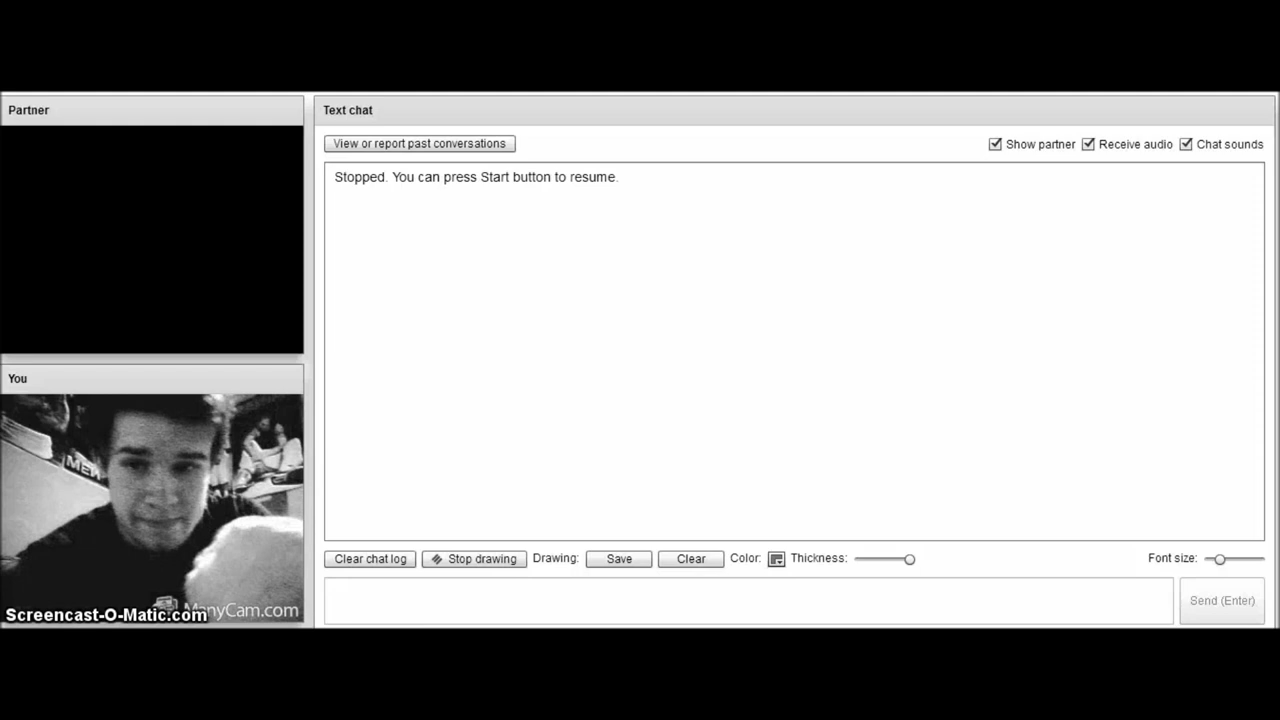 Partner
Text chat
View or report past conversations
Show partner
Receive audio
Chat sounds
Stopped. You can press Start button to resume.
You
Clear chat log
Stop drawing
Drawing:
Save
Clear
Color:
Thickness:
Font size:
Send (Enter)
ManyCam.com
Screencast-O-Matic.com